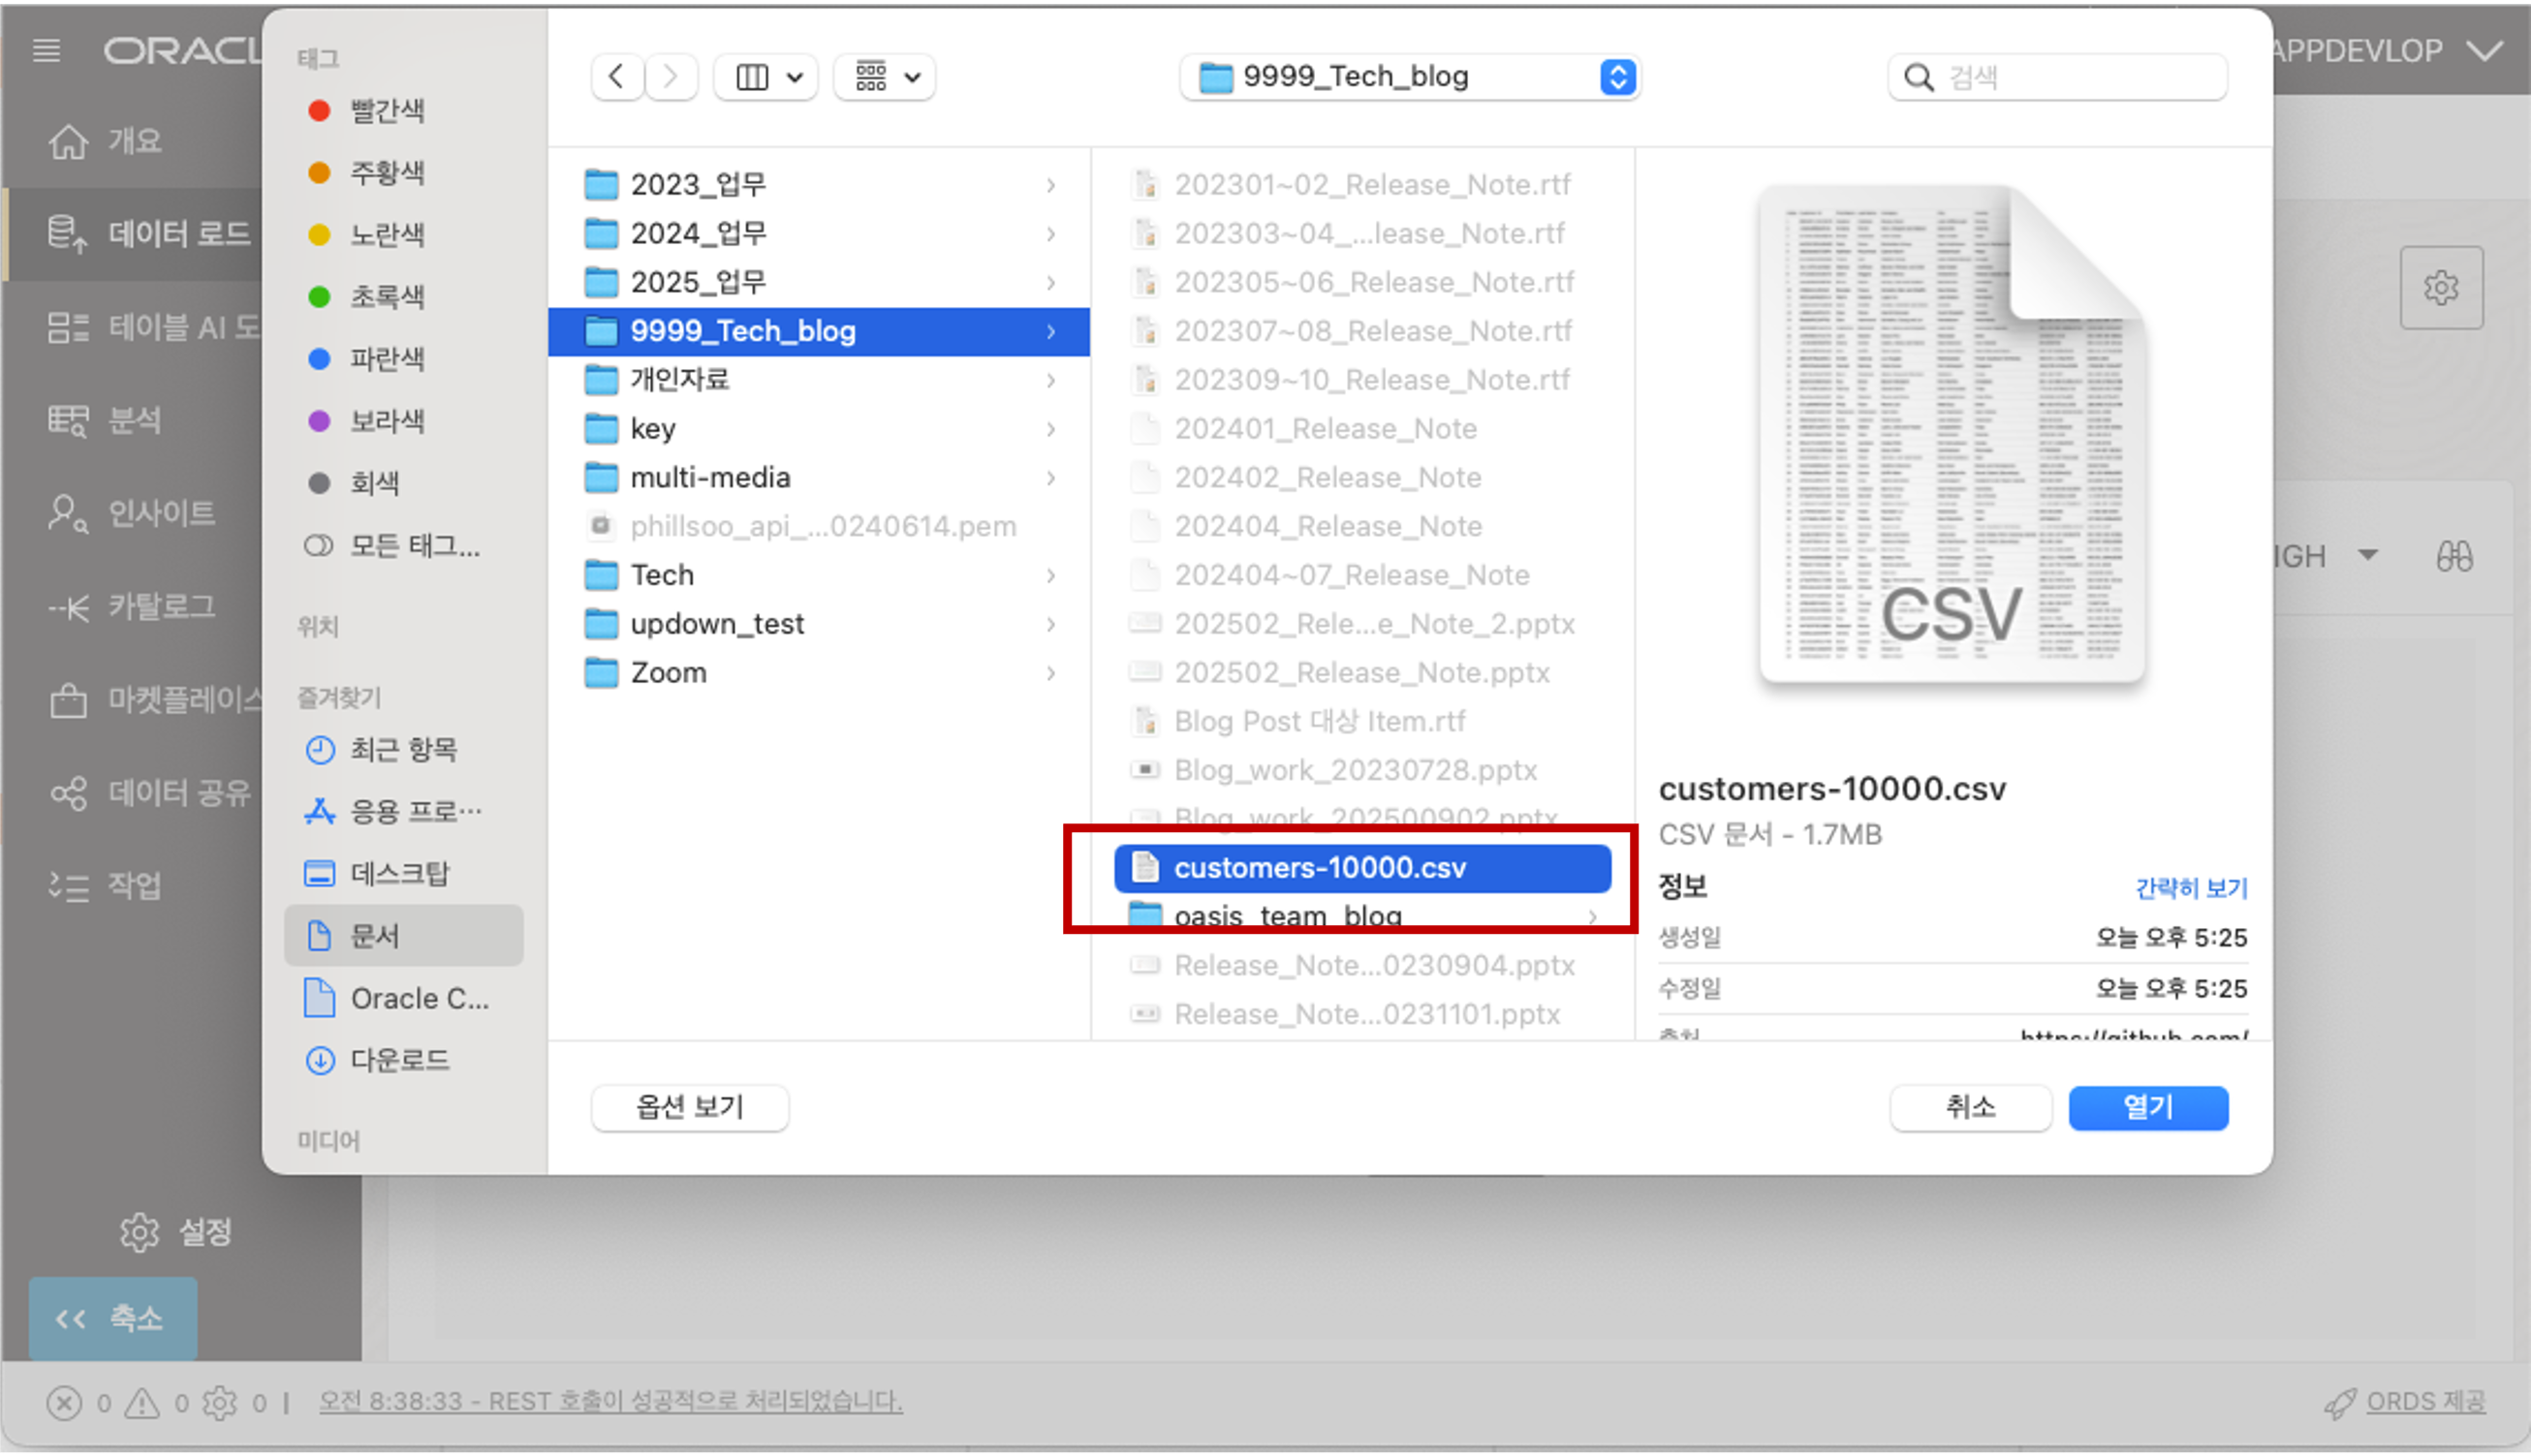 ORACL
APPDEVLOP
개요
데이터 로드
테이블 AI 도
분석
인사이트
카탈로그
마켓플레이스
데이터 공유
작업
설정
축소
태그
빨간색
주황색
노란색
초록색
파란색
보라색
회색
모든 태그...
위치
즐겨찾기
최근 항목
응용 프로...
데스크탑
문서
Oracle C...
다운로드
미디어
9999_Tech_blog
검색
2023_업무
2024_업무
2025_업무
9999_Tech_blog
개인자료
key
multi-media
phillsoo_api_...0240614.pem
Tech
updown_test
Zoom
202301~02_Release_Note.rtf
202303~04_...lease_Note.rtf
202305~06_Release_Note.rtf
202307~08_Release_Note.rtf
202309~10_Release_Note.rtf
202401_Release_Note
202402_Release_Note
202404_Release_Note
202404~07_Release_Note
202502_Rele...e_Note_2.pptx
202502_Release_Note.pptx
Blog Post 대상 Item.rtf
Blog_work_20230728.pptx
Blog_work_202500902.pptx
customers-10000.csv
oasis_team_blog
Release_Note...0230904.pptx
Release_Note...0231101.pptx
CSV
customers-10000.csv
CSV 문서 - 1.7MB
정보 간략히 보기
생성일 오늘 오후 5:25
수정일 오늘 오후 5:25
출처 https://github.com/
옵션 보기
취소
열기
IGH
0 0 0 | 오전 8:38:33 - REST 호출이 성공적으로 처리되었습니다.
ORDS 제공